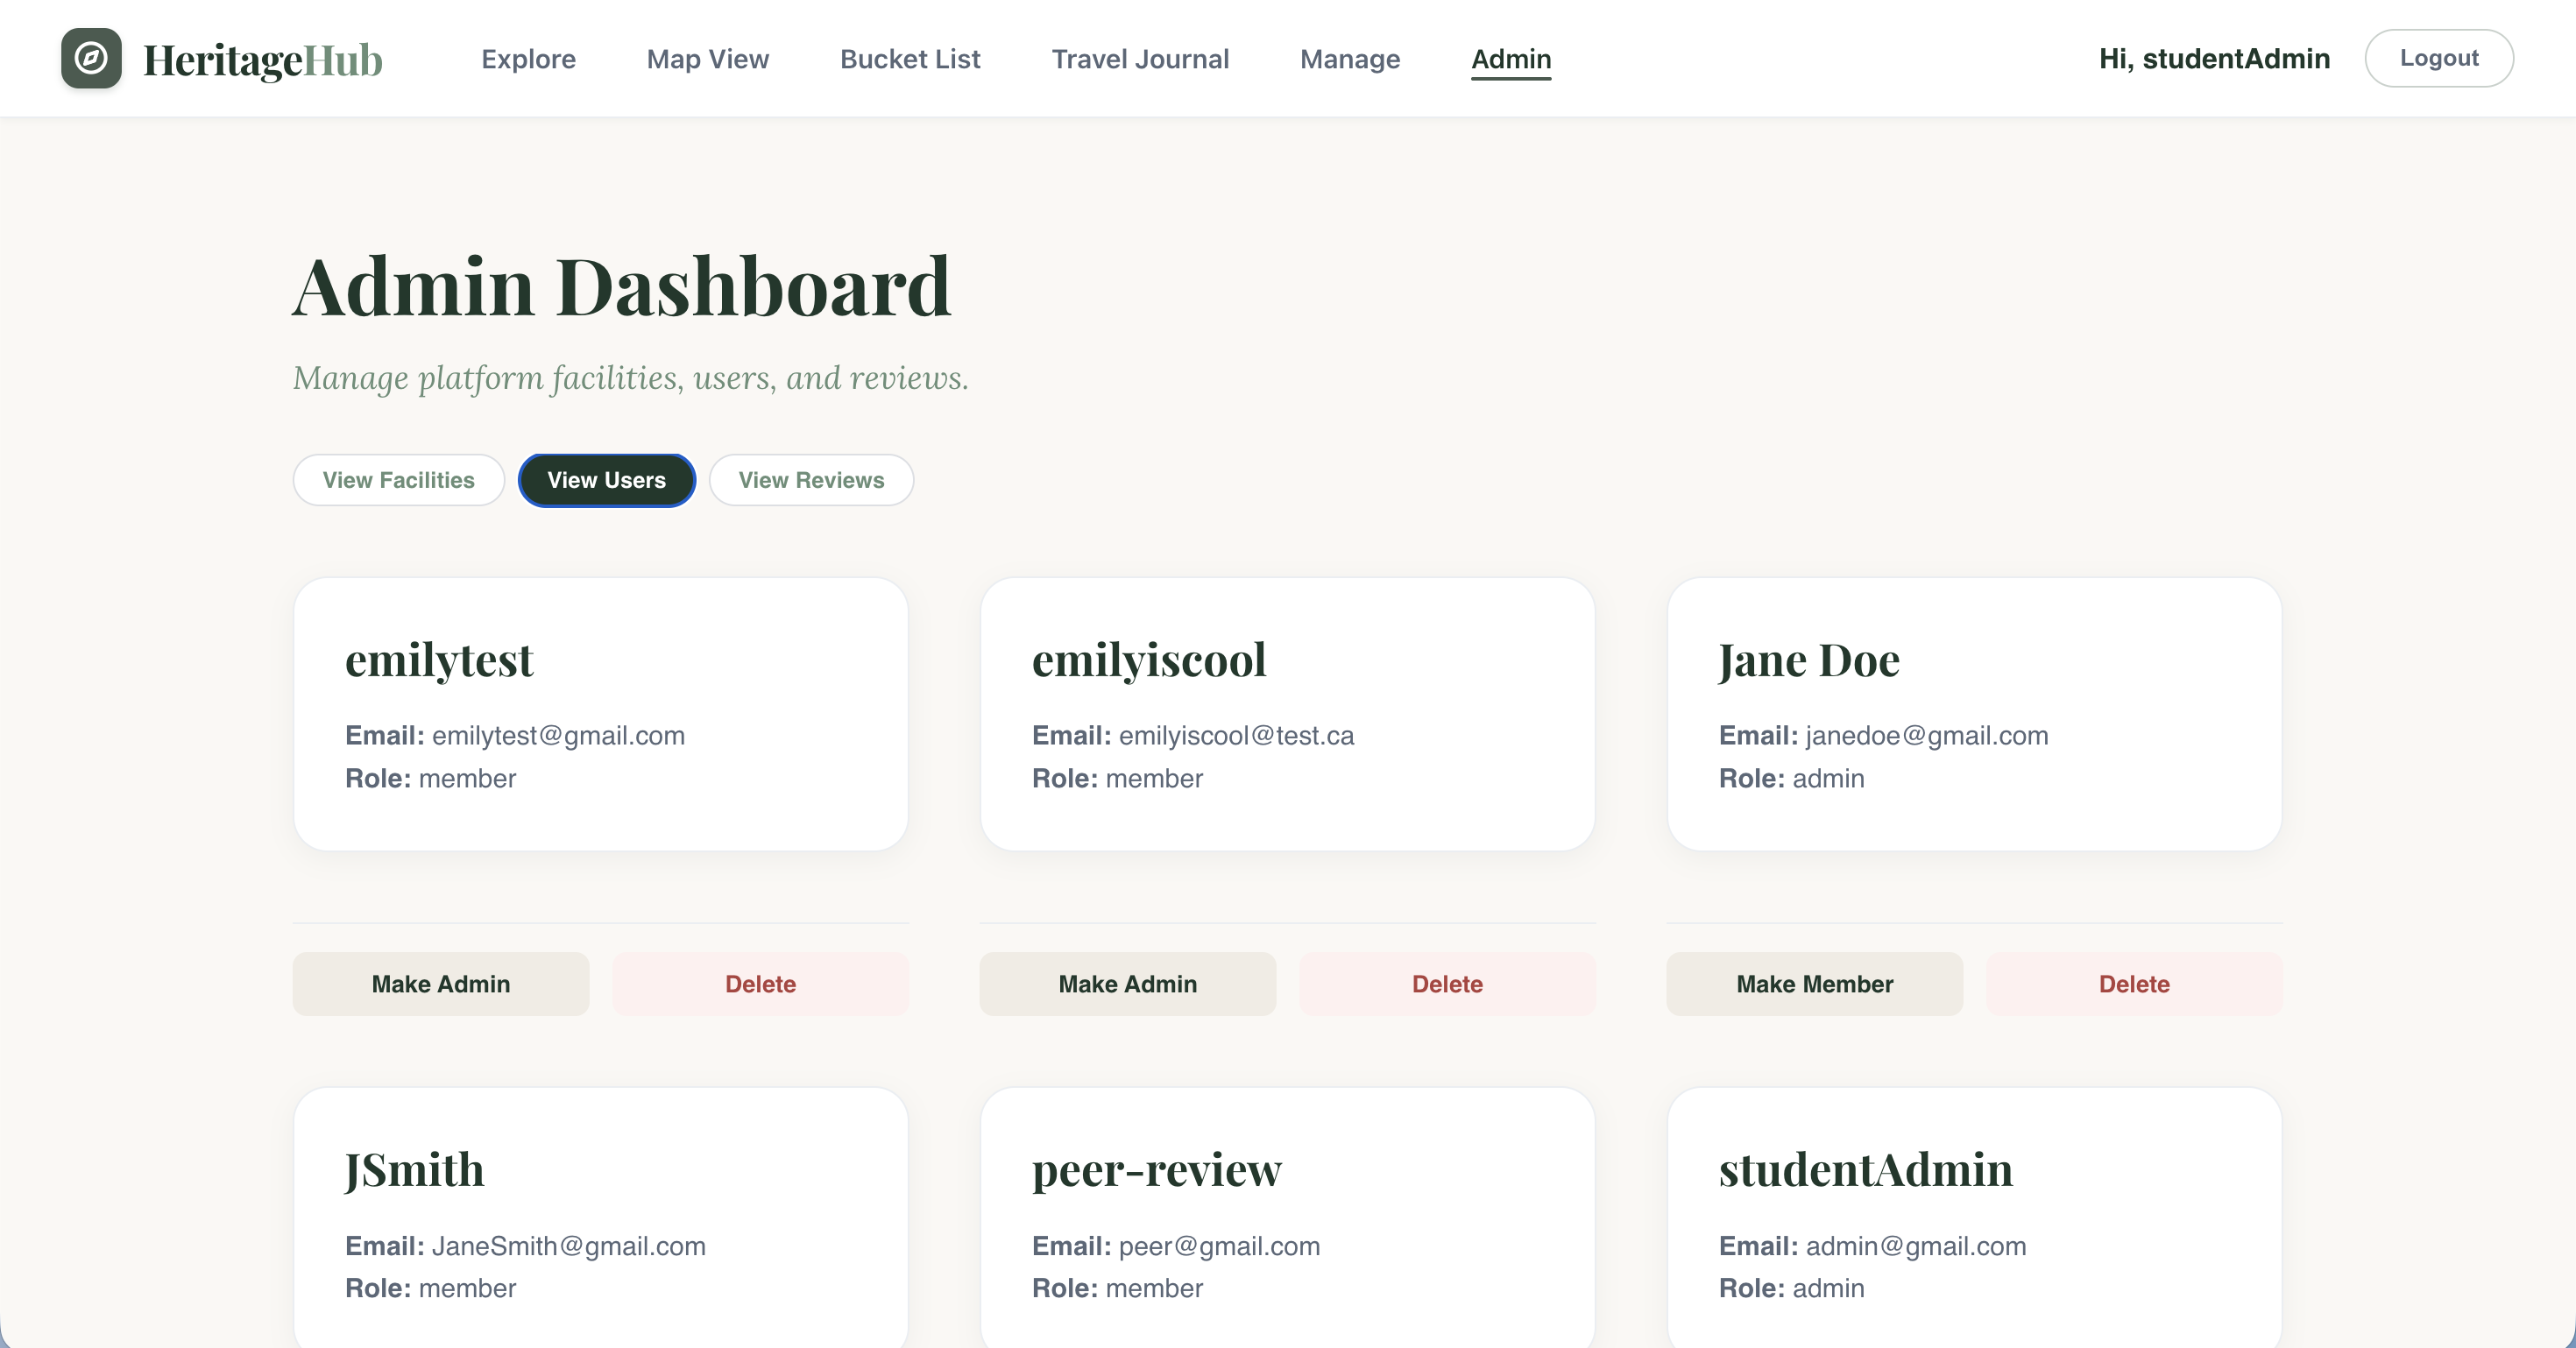 HeritageHub Explore Map View Bucket List Travel Journal Manage Admin Hi, studentAdmin Logout
Admin Dashboard
Manage platform facilities, users, and reviews.
View Facilities View Users View Reviews
emilytest emilyiscool Jane Doe
Email: emilytest@gmail.com Email: emilyiscool@test.ca Email: janedoe@gmail.com
Role: member Role: member Role: admin
Make Admin Delete Make Admin Delete Make Member Delete
JSmith peer-review studentAdmin
Email: JaneSmith@gmail.com Email: peer@gmail.com Email: admin@gmail.com
Role: member Role: member Role: admin